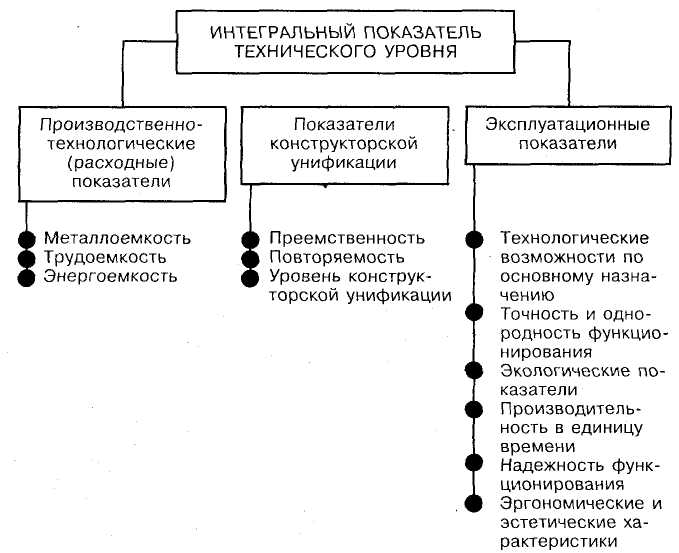 ИНТЕГРАЛЬНЫЙ ПОКАЗАТЕЛЬ
ТЕХНИЧЕСКОГО УРОВНЯ
Производственно-
технологические
(расходные)
показатели
Металлоемкость
Трудоемкость
Энергоемкость
Показатели
конструкторской
унификации
Преемственность
Повторяемость
Уровень конструк-
торской унификации
Эксплуатационные
показатели
Технологические
возможности по
основному назна-
чению
Точность и одно-
родность функцио-
нирования
Экологические по-
казатели
Производитель-
ность в единицу
времени
Надежность функ-
ционирования
Эргономические и
эстетические ха-
рактеристики